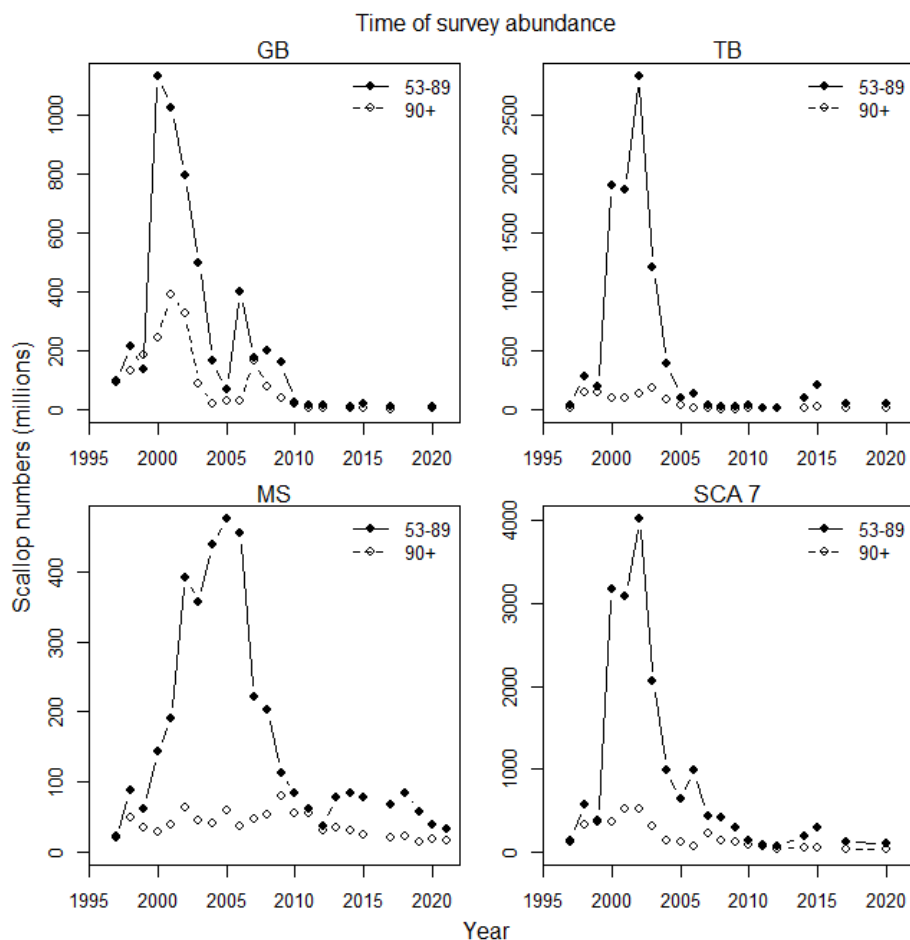 Time of survey abundance
GB
TB
53-89
90+
53-89
90+
0 200 400 600 800 1000
0 500 1000 1500 2000 2500
1995 2000 2005 2010 2015 2020
1995 2000 2005 2010 2015 2020
Scallop numbers (millions)
MS
SCA 7
53-89
90+
53-89
90+
0 100 200 300 400
0 1000 2000 3000 4000
1995 2000 2005 2010 2015 2020
1995 2000 2005 2010 2015 2020
Year